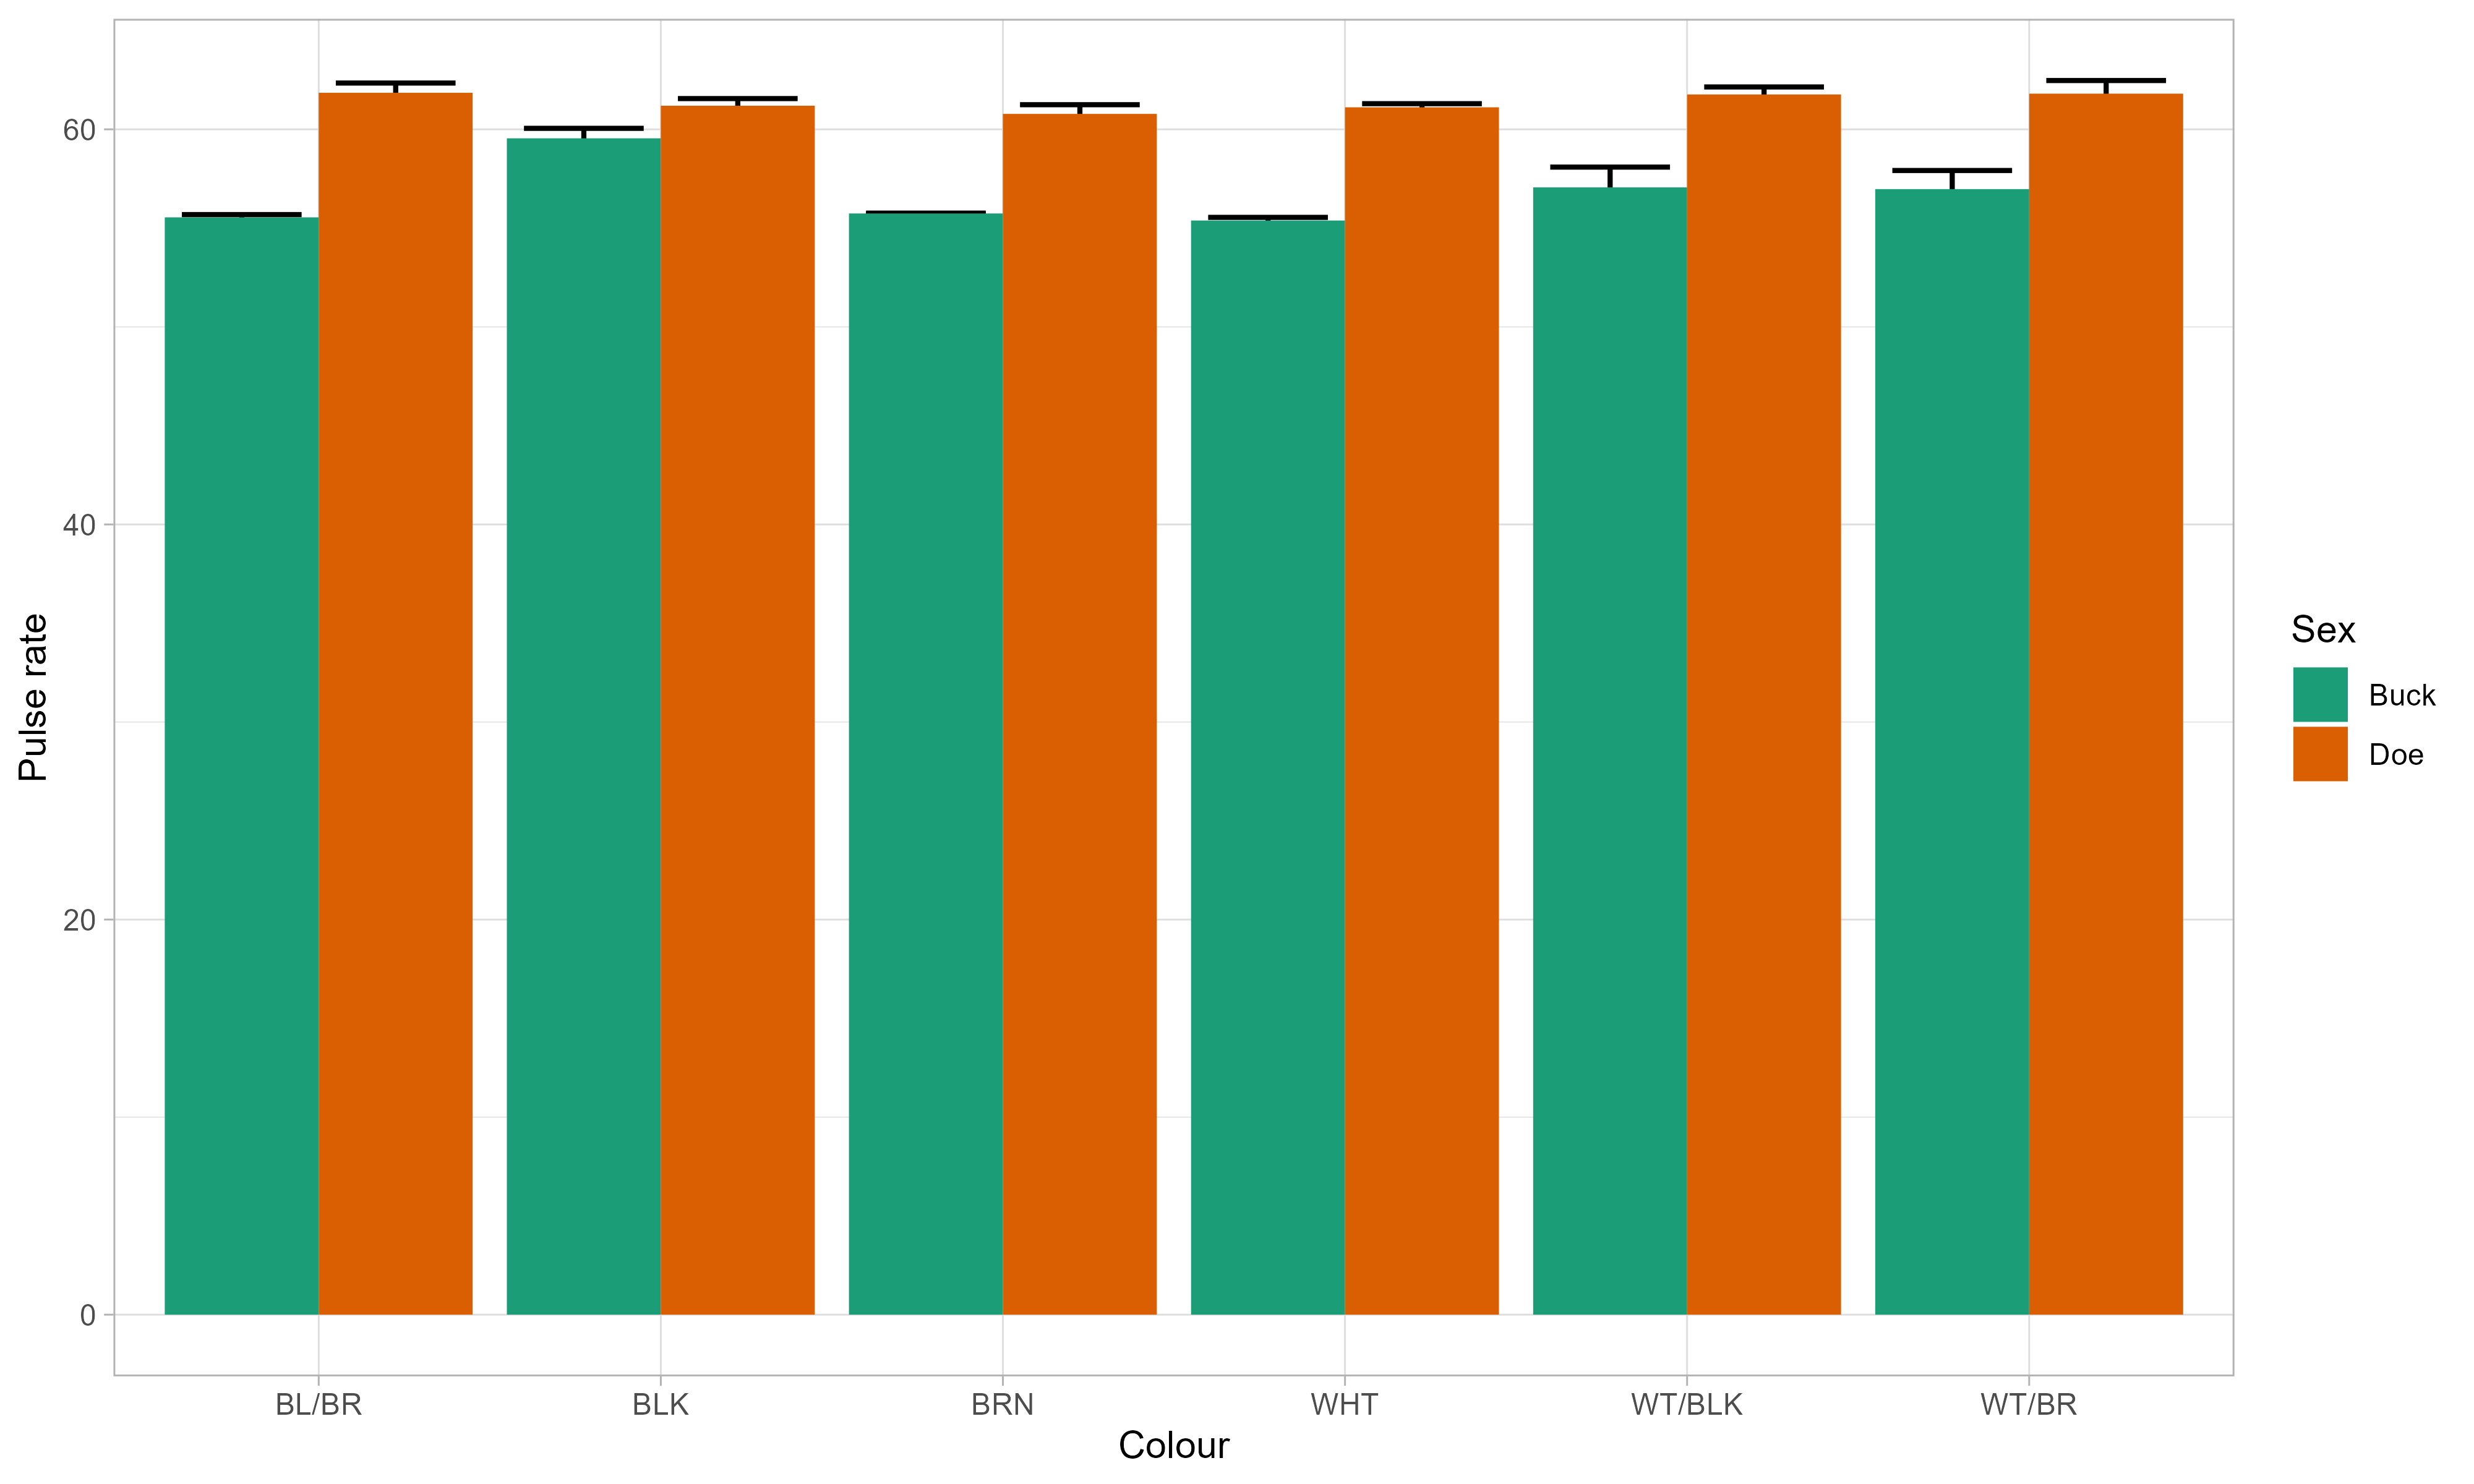 60
40
20
0
Pulse rate
BL/BR
BLK
BRN
WHT
WT/BLK
WT/BR
Colour
Sex
Buck
Doe